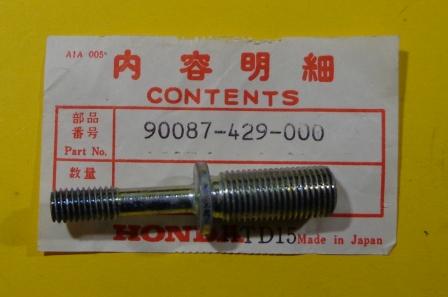 A1A 005
内容明細
CONTENTS
部品
番号
Part No.
90087-429-000
数量
HONDA TD15 Made in Japan